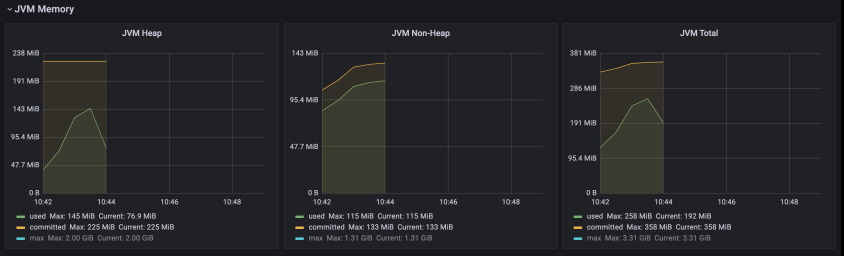 JVM Memory
JVM Heap
238 MiB
191 MiB
143 MiB
95.4 MiB
47.7 MiB
0 B
10:42 10:44 10:46 10:48
used Max: 145 MiB Current: 76.9 MiB
committed Max: 225 MiB Current: 225 MiB
max Max: 2.00 GiB Current: 2.00 GiB
JVM Non-Heap
143 MiB
95.4 MiB
47.7 MiB
0 B
10:42 10:44 10:46 10:48
used Max: 115 MiB Current: 115 MiB
committed Max: 133 MiB Current: 133 MiB
max Max: 1.31 GiB Current: 1.31 GiB
JVM Total
381 MiB
286 MiB
191 MiB
95.4 MiB
0 B
10:42 10:44 10:46 10:48
used Max: 258 MiB Current: 192 MiB
committed Max: 358 MiB Current: 358 MiB
max Max: 3.31 GiB Current: 3.31 GiB